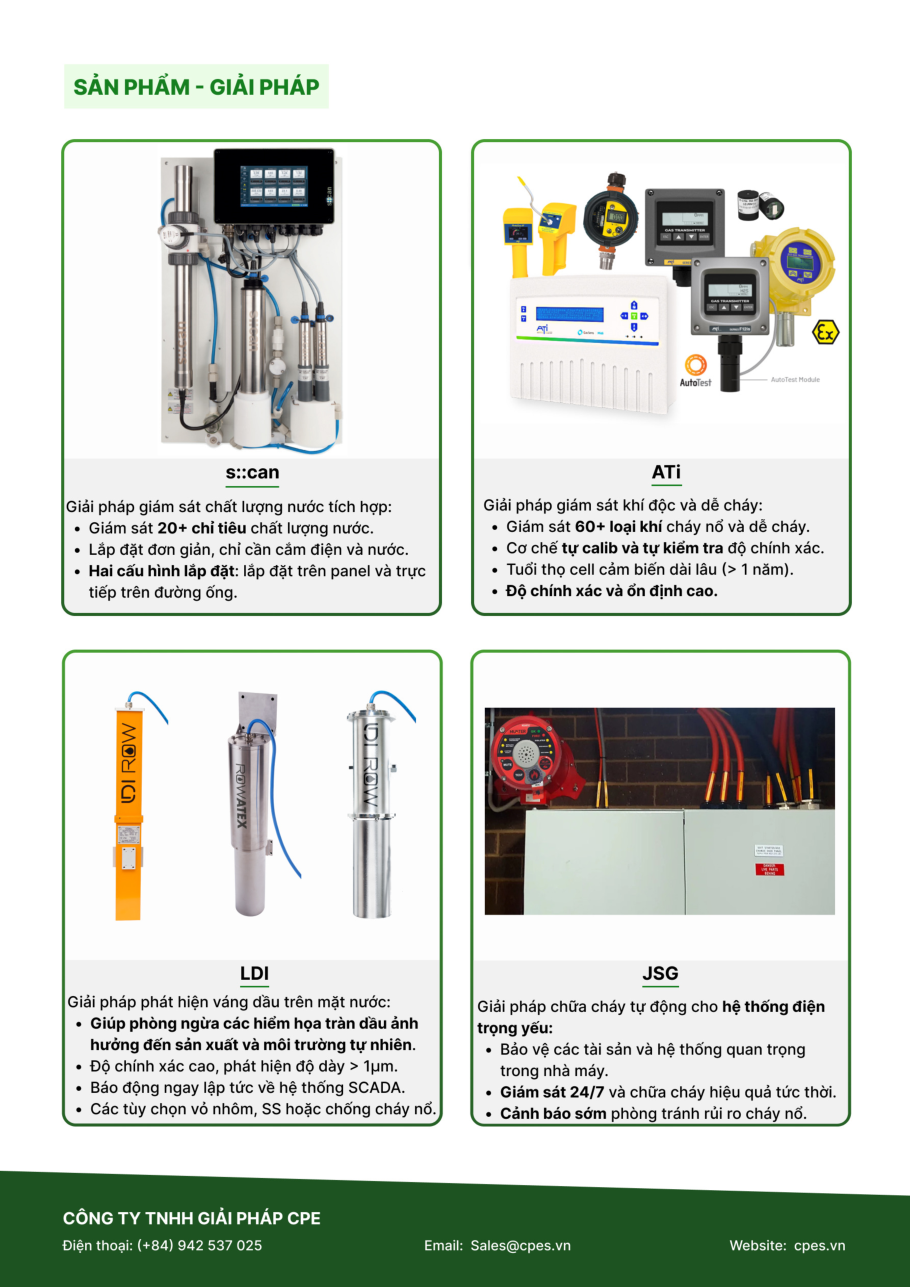 SẢN PHẨM - GIẢI PHÁP
s::can
Giải pháp giám sát chất lượng nước tích hợp:
• Giám sát 20+ chỉ tiêu chất lượng nước.
• Lắp đặt đơn giản, chỉ cần cắm điện và nước.
• Hai cấu hình lắp đặt: lắp đặt trên panel và trực
tiếp trên đường ống.
GAS TRANSMITTER
GAS TRANSMITTER
ATi
Ex
AutoTest
AutoTest Module
ATi
Giải pháp giám sát khí độc và dễ cháy:
• Giám sát 60+ loại khí cháy nổ và dễ cháy.
• Cơ chế tự calib và tự kiểm tra độ chính xác.
• Tuổi thọ cell cảm biến dài lâu (> 1 năm).
• Độ chính xác và ổn định cao.
LDI ROW
ROWATEX
LDI ROW
LDI
Giải pháp phát hiện váng dầu trên mặt nước:
• Giúp phòng ngừa các hiểm họa tràn dầu ảnh
hưởng đến sản xuất và môi trường tự nhiên.
• Độ chính xác cao, phát hiện độ dày > 1µm.
• Báo động ngay lập tức về hệ thống SCADA.
• Các tùy chọn vỏ nhôm, SS hoặc chống cháy nổ.
DANGER
LIVE PARTS
JSG
Giải pháp chữa cháy tự động cho hệ thống điện
trọng yếu:
• Bảo vệ các tài sản và hệ thống quan trọng
trong nhà máy.
• Giám sát 24/7 và chữa cháy hiệu quả tức thời.
• Cảnh báo sớm phòng tránh rủi ro cháy nổ.
CÔNG TY TNHH GIẢI PHÁP CPE
Điện thoại: (+84) 942 537 025
Email: Sales@cpes.vn
Website: cpes.vn